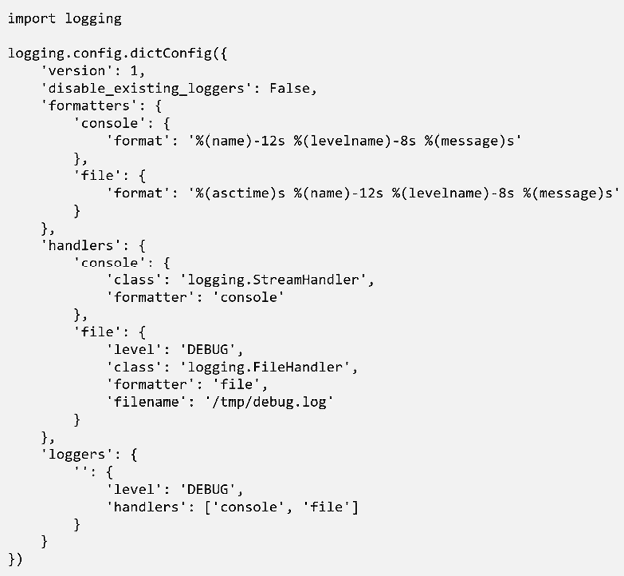 import logging

logging.config.dictConfig({
    'version': 1,
    'disable_existing_loggers': False,
    'formatters': {
        'console': {
            'format': '%(name)-12s %(levelname)-8s %(message)s'
        },
        'file': {
            'format': '%(asctime)s %(name)-12s %(levelname)-8s %(message)s'
        }
    },
    'handlers': {
        'console': {
            'class': 'logging.StreamHandler',
            'formatter': 'console'
        },
        'file': {
            'level': 'DEBUG',
            'class': 'logging.FileHandler',
            'formatter': 'file',
            'filename': '/tmp/debug.log'
        }
    },
    'loggers': {
        '': {
            'level': 'DEBUG',
            'handlers': ['console', 'file']
        }
    }
})